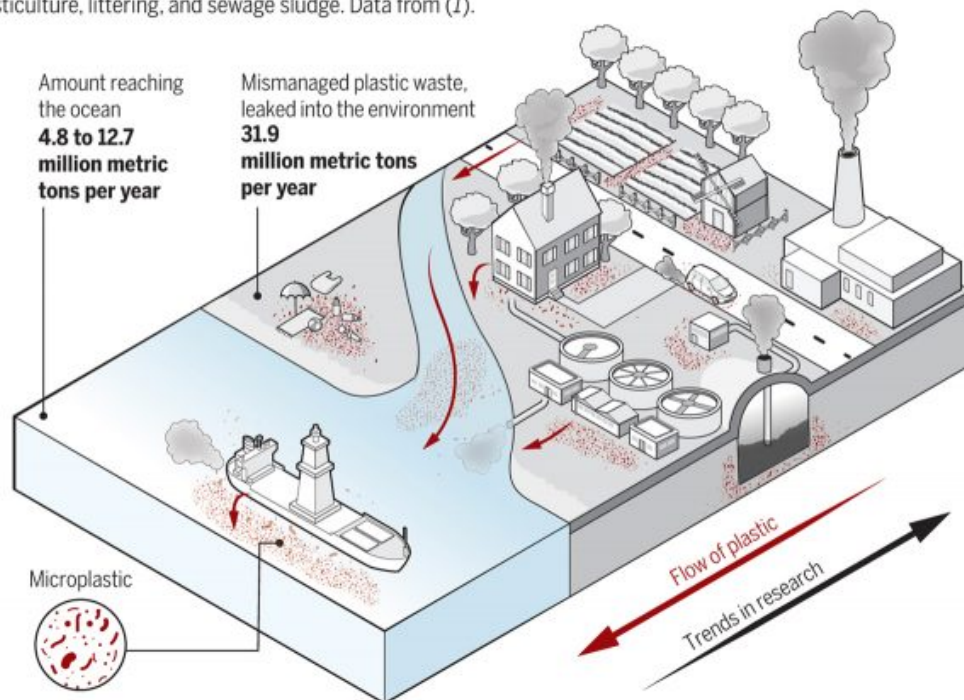 sticulture, littering, and sewage sludge. Data from (1).
Amount reaching
the ocean
4.8 to 12.7
million metric
tons per year
Mismanaged plastic waste,
leaked into the environment
31.9
million metric tons
per year
Microplastic
Flow of plastic
Trends in research